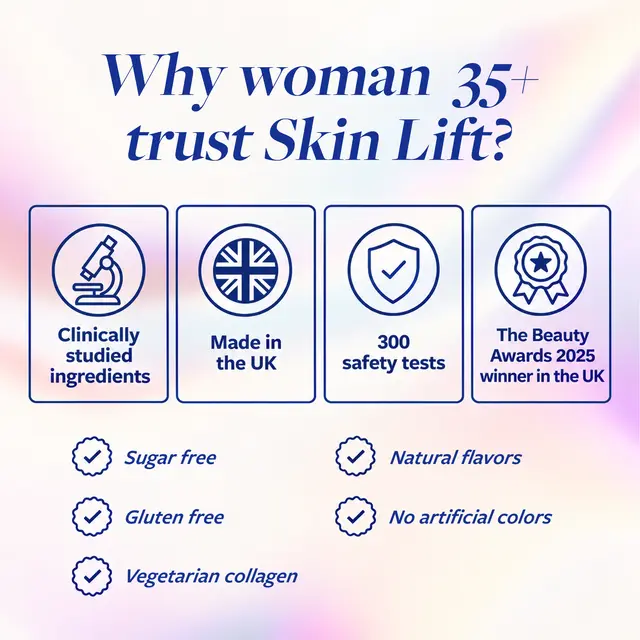 Why woman 35+
trust Skin Lift?
Clinically
studied
ingredients
Made in
the UK
300
safety tests
The Beauty
Awards 2025
winner in the UK
Sugar free
Natural flavors
Gluten free
No artificial colors
Vegetarian collagen